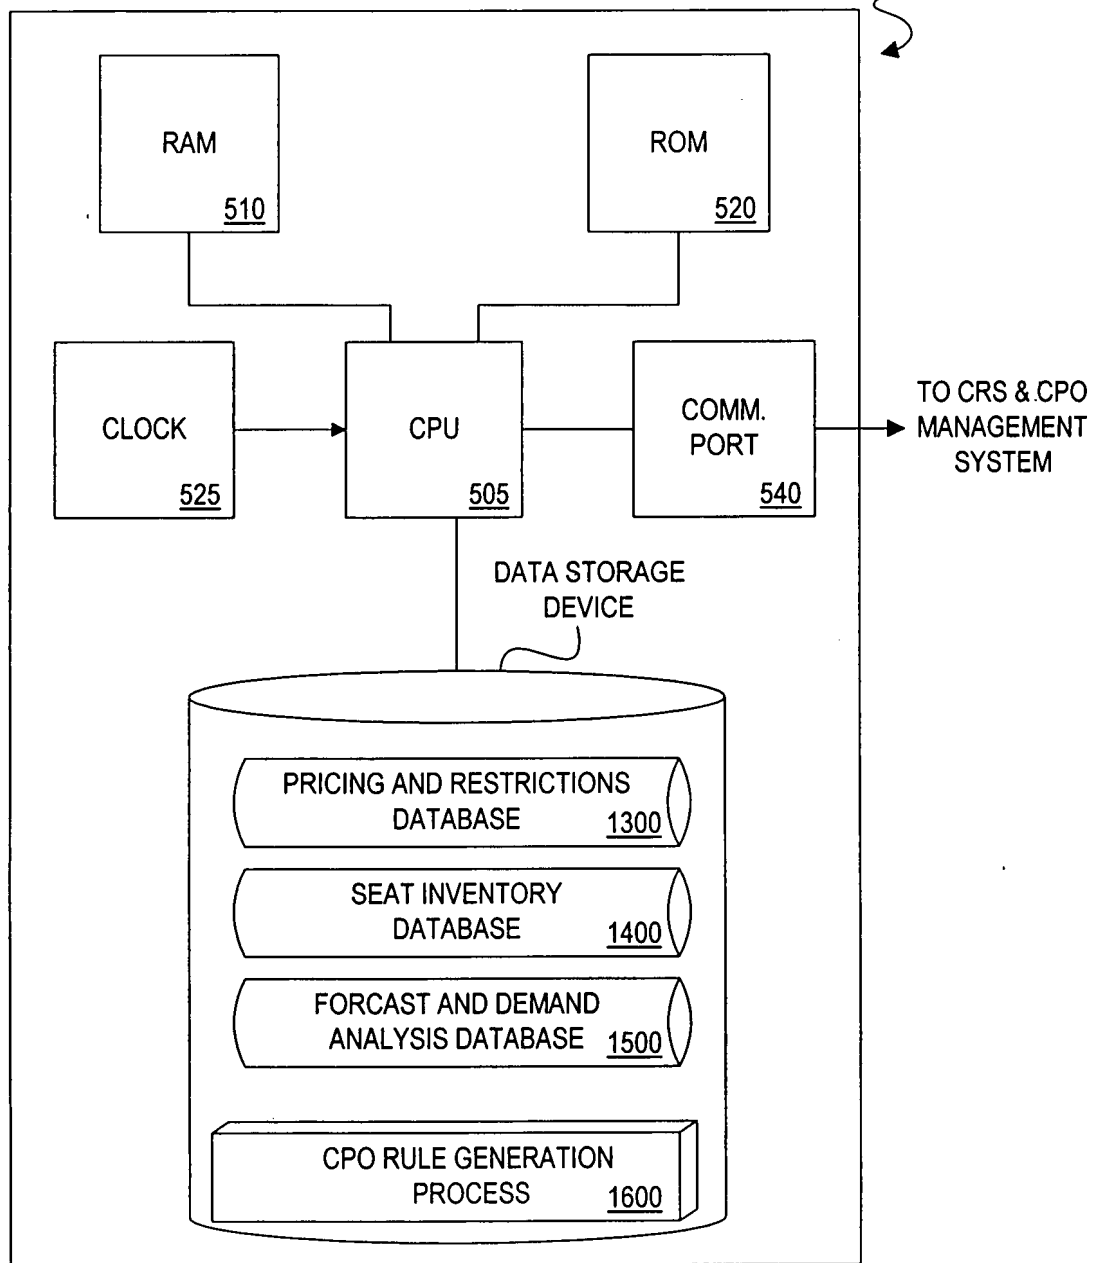 RAM
510
ROM
520
CLOCK
525
CPU
505
COMM.
PORT
540
TO CRS & CPO
MANAGEMENT
SYSTEM
DATA STORAGE
DEVICE
PRICING AND RESTRICTIONS
DATABASE
1300
SEAT INVENTORY
DATABASE
1400
FORCAST AND DEMAND
ANALYSIS DATABASE
1500
CPO RULE GENERATION
PROCESS
1600